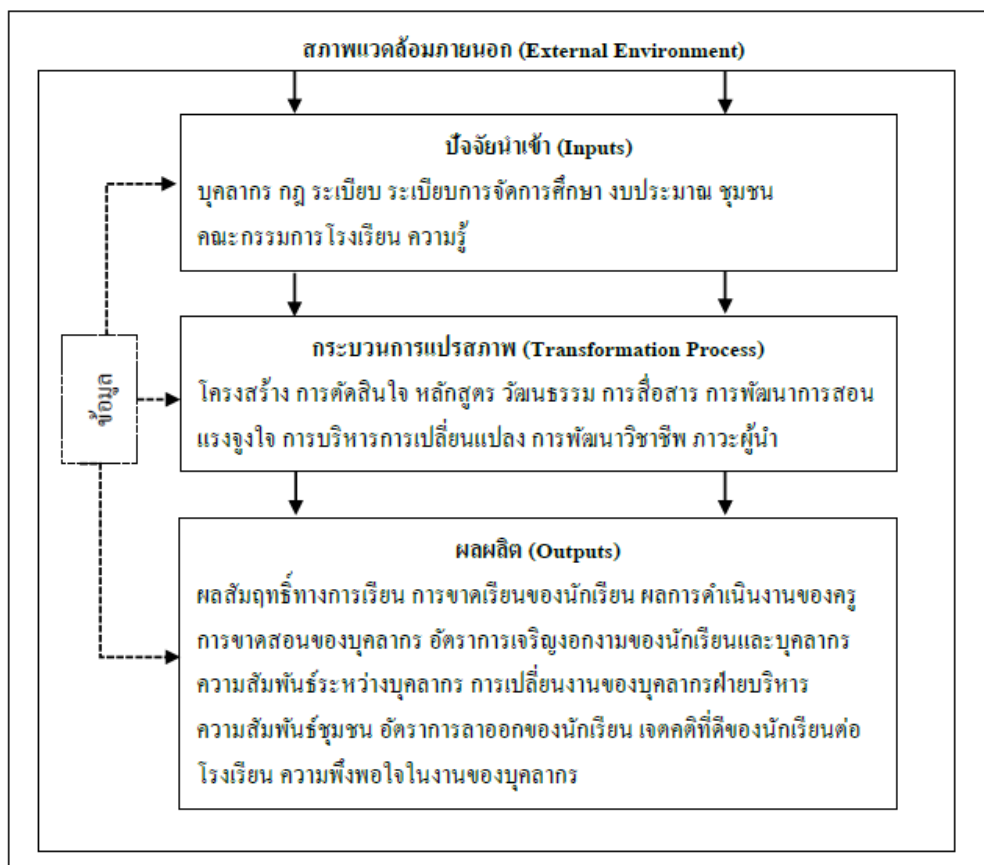 สภาพแวดล้อมภายนอก (External Environment)
ปัจจัยนำเข้า (Inputs)
บุคลากร กฎ ระเบียบ ระเบียบการจัดการศึกษา งบประมาณ ชุมชน
คณะกรรมการโรงเรียน ความรู้
กระบวนการแปรสภาพ (Transformation Process)
โครงสร้าง การตัดสินใจ หลักสูตร วัฒนธรรม การสื่อสาร การพัฒนาการสอน
แรงจูงใจ การบริหารการเปลี่ยนแปลง การพัฒนาวิชาชีพ ภาวะผู้นำ
ข้อมูล
ผลผลิต (Outputs)
ผลสัมฤทธิ์ทางการเรียน การขาดเรียนของนักเรียน ผลการดำเนินงานของครู
การขาดสอนของบุคลากร อัตราการเจริญงอกงามของนักเรียนและบุคลากร
ความสัมพันธ์ระหว่างบุคลากร การเปลี่ยนงานของบุคลากรฝ่ายบริหาร
ความสัมพันธ์ชุมชน อัตราการลาออกของนักเรียน เจตคติที่ดีของนักเรียนต่อ
โรงเรียน ความพึงพอใจในงานของบุคลากร